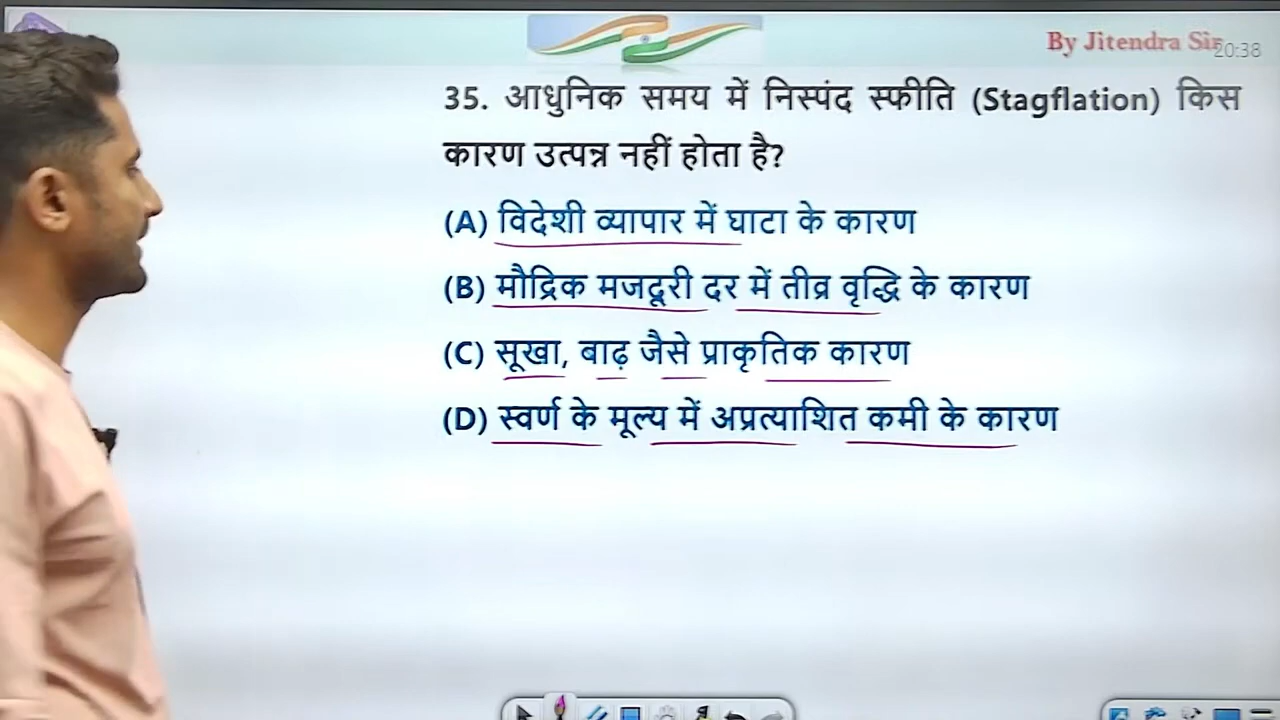 By Jitendra Sir
20:38
35. आधुनिक समय में निस्पंद स्फीति (Stagflation) किस
कारण उत्पन्न नहीं होता है?
(A) विदेशी व्यापार में घाटा के कारण
(B) मौद्रिक मजदूरी दर में तीव्र वृद्धि के कारण
(C) सूखा, बाढ़ जैसे प्राकृतिक कारण
(D) स्वर्ण के मूल्य में अप्रत्याशित कमी के कारण